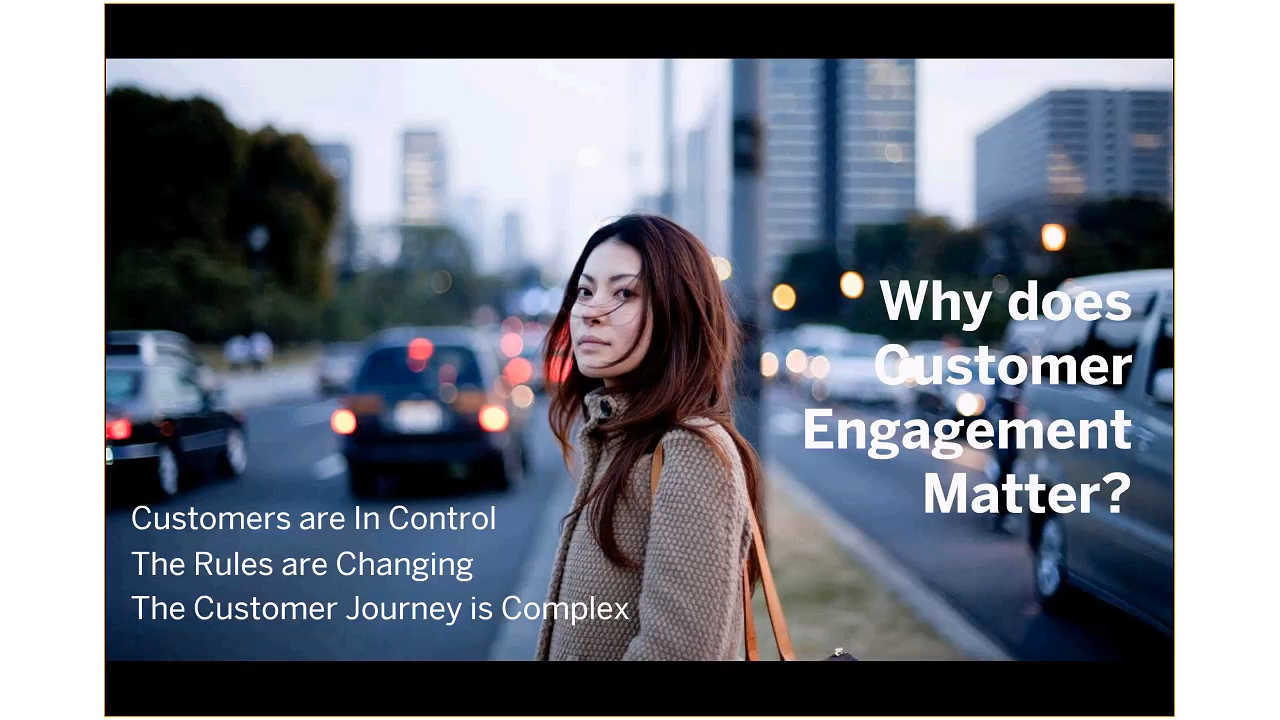 Why does
Customer
Engagement
Matter?
Customers are In Control
The Rules are Changing
The Customer Journey is Complex